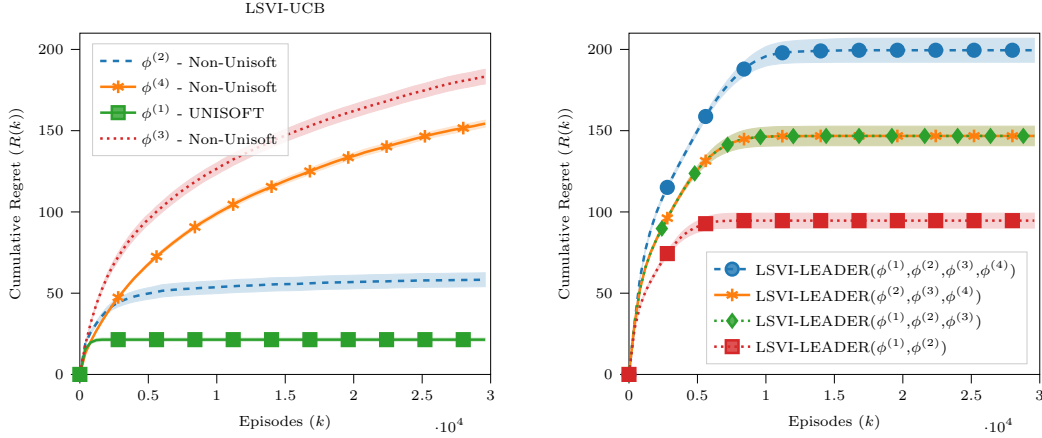 LSVI-UCB
Cumulative Regret (R(k))
200
150
100
50
0
ϕ(2) - Non-Unisoft
ϕ(4) - Non-Unisoft
ϕ(1) - UNISOFT
ϕ(3) - Non-Unisoft
0 0.5 1 1.5 2 2.5 3
Episodes (k)
·10^4
Cumulative Regret (R(k))
200
150
100
50
0
LSVI-LEADER(ϕ(1),ϕ(2),ϕ(3),ϕ(4))
LSVI-LEADER(ϕ(2),ϕ(3),ϕ(4))
LSVI-LEADER(ϕ(1),ϕ(2),ϕ(3))
LSVI-LEADER(ϕ(1),ϕ(2))
0 0.5 1 1.5 2 2.5 3
Episodes (k)
·10^4